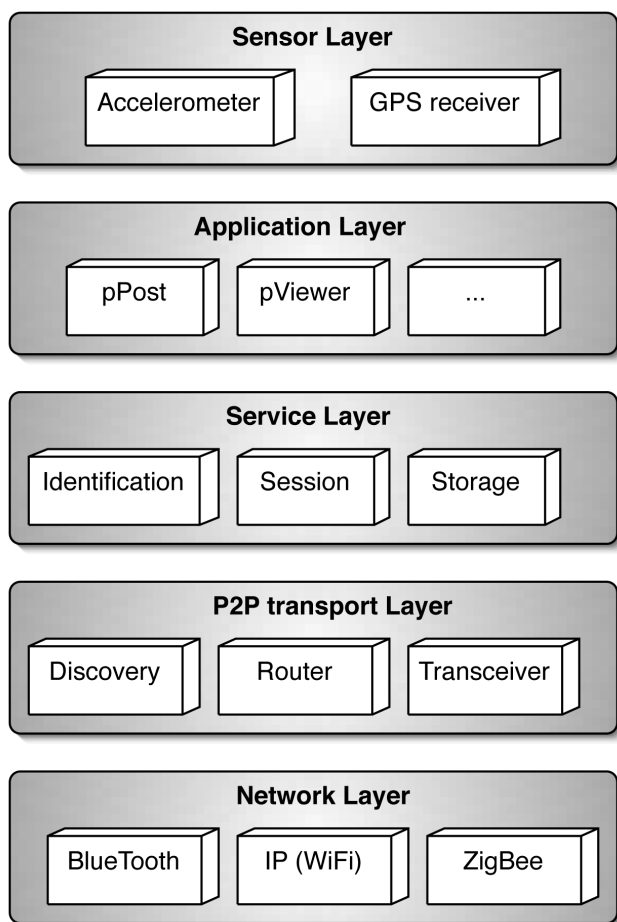 Sensor Layer
Accelerometer GPS receiver
Application Layer
pPost pViewer ...
Service Layer
Identification Session Storage
P2P transport Layer
Discovery Router Transceiver
Network Layer
BlueTooth IP (WiFi) ZigBee